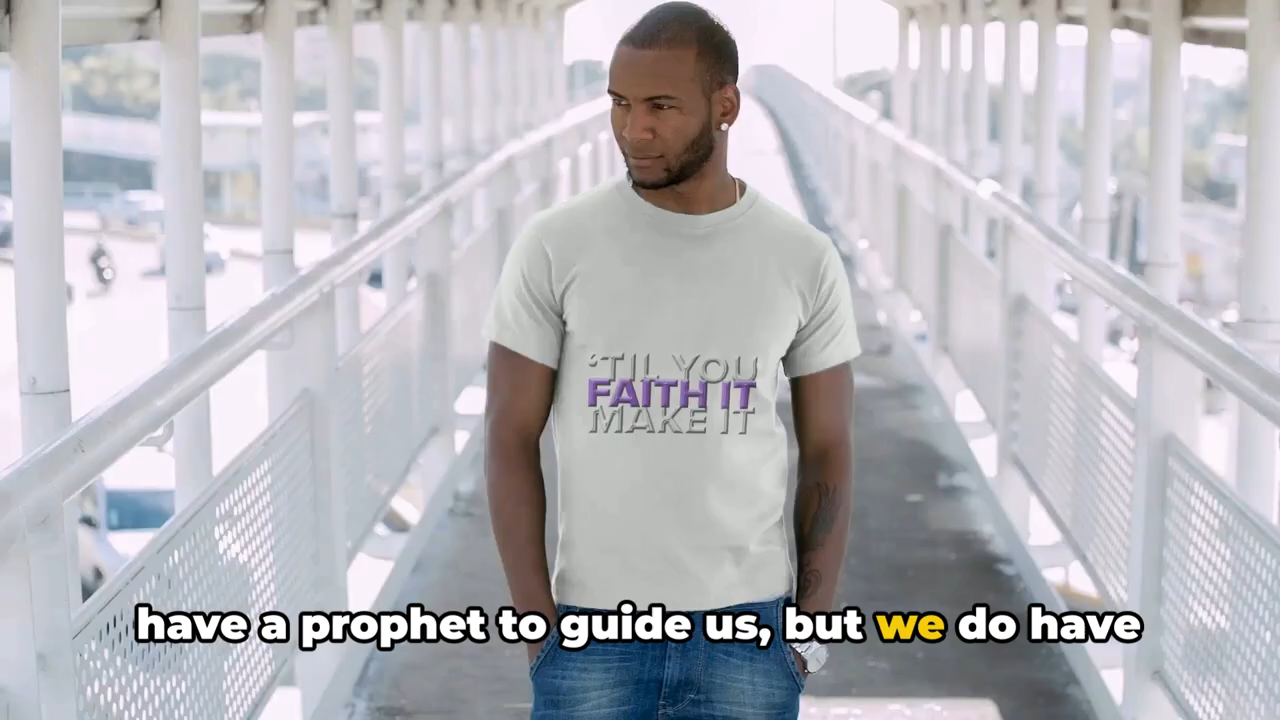 ‘TIL YOU
FAITH IT
MAKE IT
have a prophet to guide us, but we do have